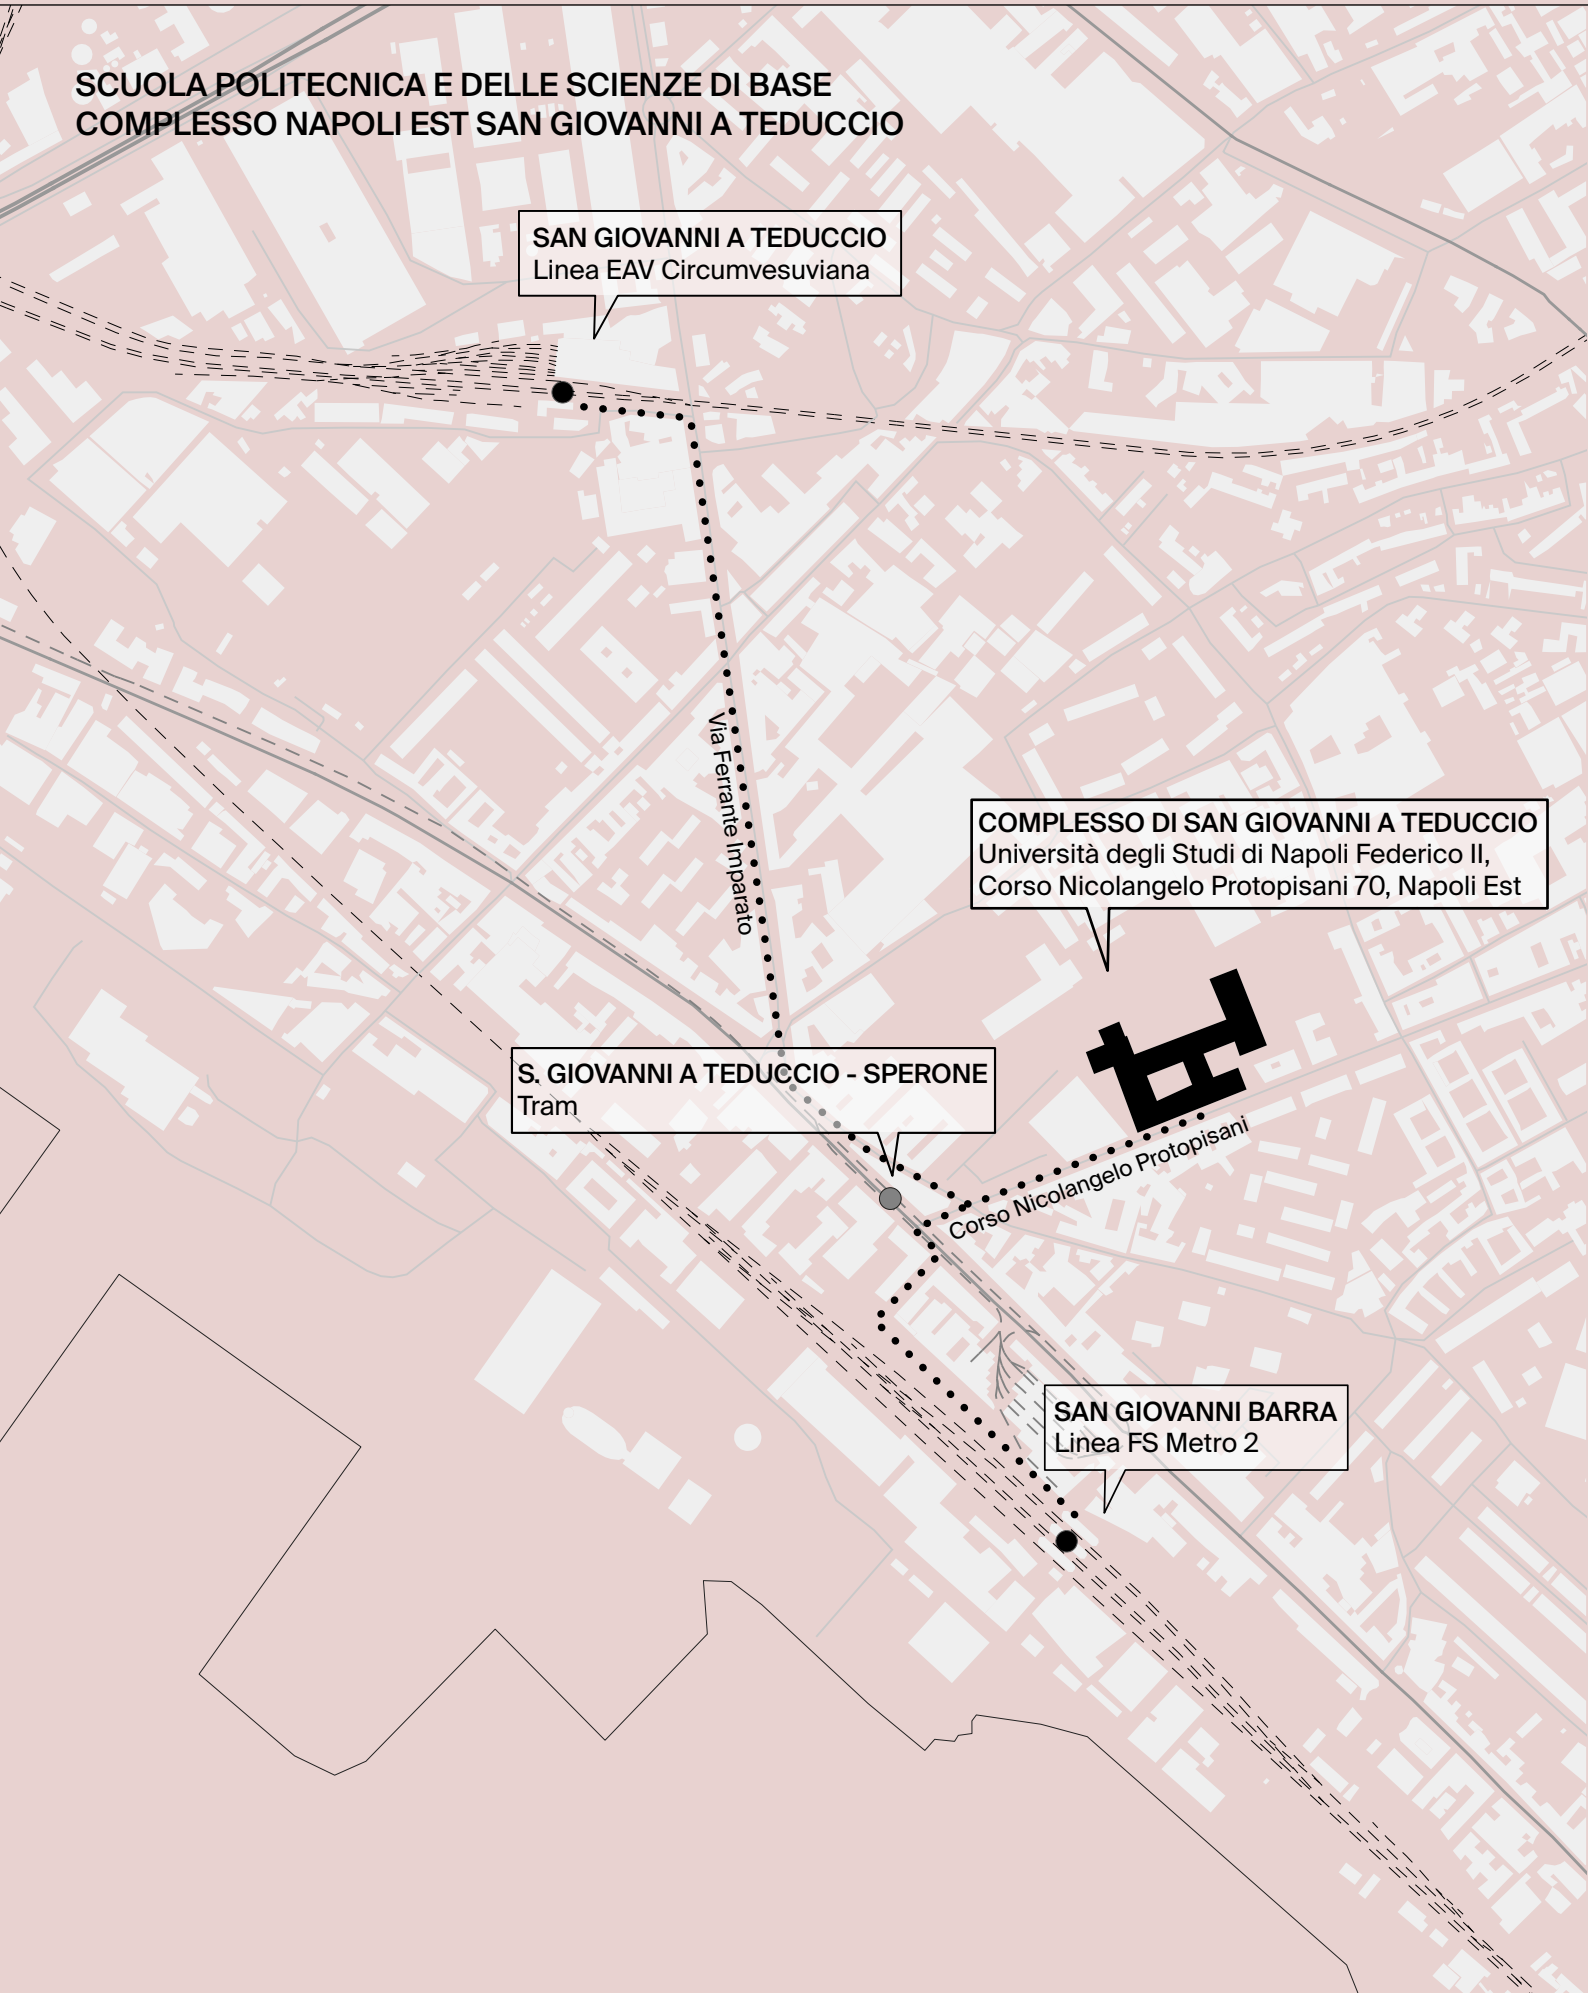 SCUOLA POLITECNICA E DELLE SCIENZE DI BASE
COMPLESSO NAPOLI EST SAN GIOVANNI A TEDUCCIO
SAN GIOVANNI A TEDUCCIO
Linea EAV Circumvesuviana
Via Ferrante Imparato
COMPLESSO DI SAN GIOVANNI A TEDUCCIO
Università degli Studi di Napoli Federico II,
Corso Nicolangelo Protopisani 70, Napoli Est
S. GIOVANNI A TEDUCCIO - SPERONE
Tram
Corso Nicolangelo Protopisani
SAN GIOVANNI BARRA
Linea FS Metro 2